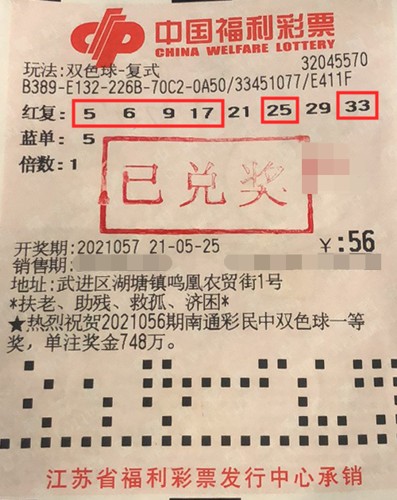 中国福利彩票
CHINA WELFARE LOTTERY
玩法:双色球-复式 32045570
B389-E132-226B-70C2-0A50/33451077/E411F
红复: 5 6 9 17 21 25 29 33
蓝单: 5
倍数:1
已兑奖
开奖期:2021057 21-05-25 ¥:56
销售期:
地址:武进区湖塘镇鸣凰农贸街1号
*扶老、助残、救孤、济困*
★热烈祝贺2021056期南通彩民中双色球一等
奖,单注奖金748万。
江苏省福利彩票发行中心承销